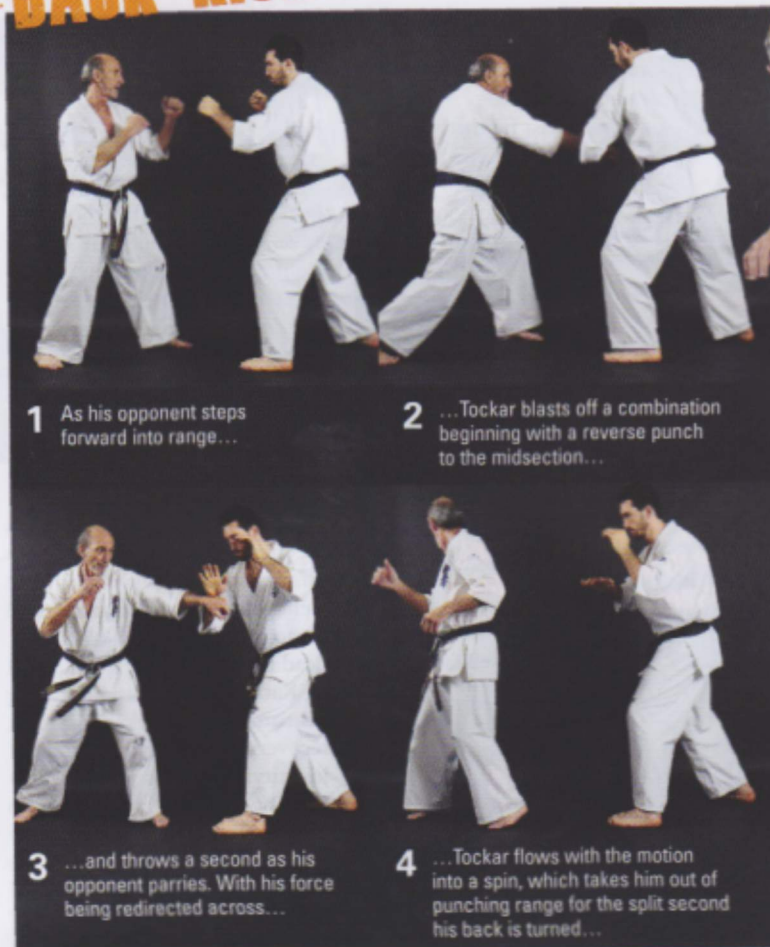 BACK
1 As his opponent steps
forward into range…
2 …Tockar blasts off a combination
beginning with a reverse punch
to the midsection…
3 …and throws a second as his
opponent parries. With his force
being redirected across…
4 …Tockar flows with the motion
into a spin, which takes him out of
punching range for the split second
his back is turned…